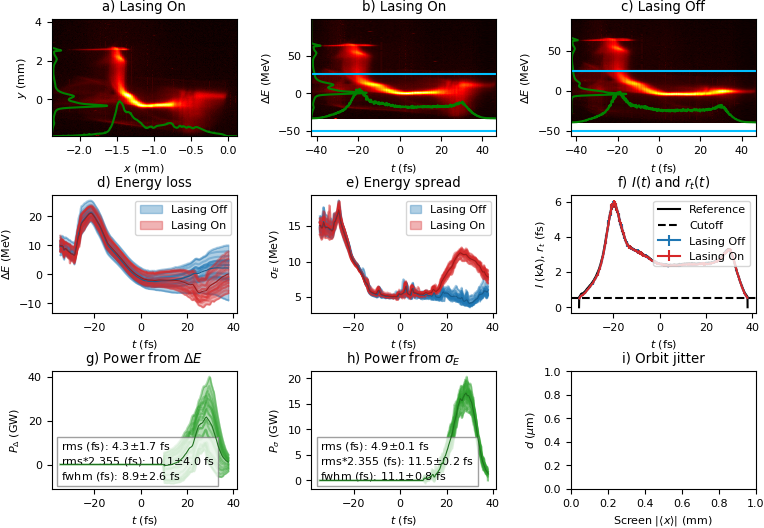 a) Lasing On
b) Lasing On
c) Lasing Off
4
2
0
y (mm)
−2.0
−1.5
−1.0
−0.5
0.0
x (mm)
50
0
−50
ΔE (MeV)
−40
−20
0
20
40
t (fs)
50
0
−50
ΔE (MeV)
−40
−20
0
20
40
t (fs)
d) Energy loss
e) Energy spread
f) I(t) and r_t(t)
20
10
0
−10
ΔE (MeV)
Lasing Off
Lasing On
−20
0
20
40
t (fs)
15
10
5
σ_E (MeV)
Lasing Off
Lasing On
−20
0
20
40
t (fs)
6
4
2
0
I (kA), r_t (fs)
Reference
Cutoff
Lasing Off
Lasing On
−20
0
20
40
t (fs)
g) Power from ΔE
h) Power from σ_E
i) Orbit jitter
40
20
0
P_Δ (GW)
rms (fs): 4.3±1.7 fs
rms*2.355 (fs): 10.1±4.0 fs
fwhm (fs): 8.9±2.6 fs
−20
0
20
40
t (fs)
20
15
10
5
0
P_σ (GW)
rms (fs): 4.9±0.1 fs
rms*2.355 (fs): 11.5±0.2 fs
fwhm (fs): 11.1±0.8 fs
−20
0
20
40
t (fs)
1.0
0.8
0.6
0.4
0.2
0.0
d (μm)
0.0
0.2
0.4
0.6
0.8
1.0
Screen |⟨x⟩| (mm)